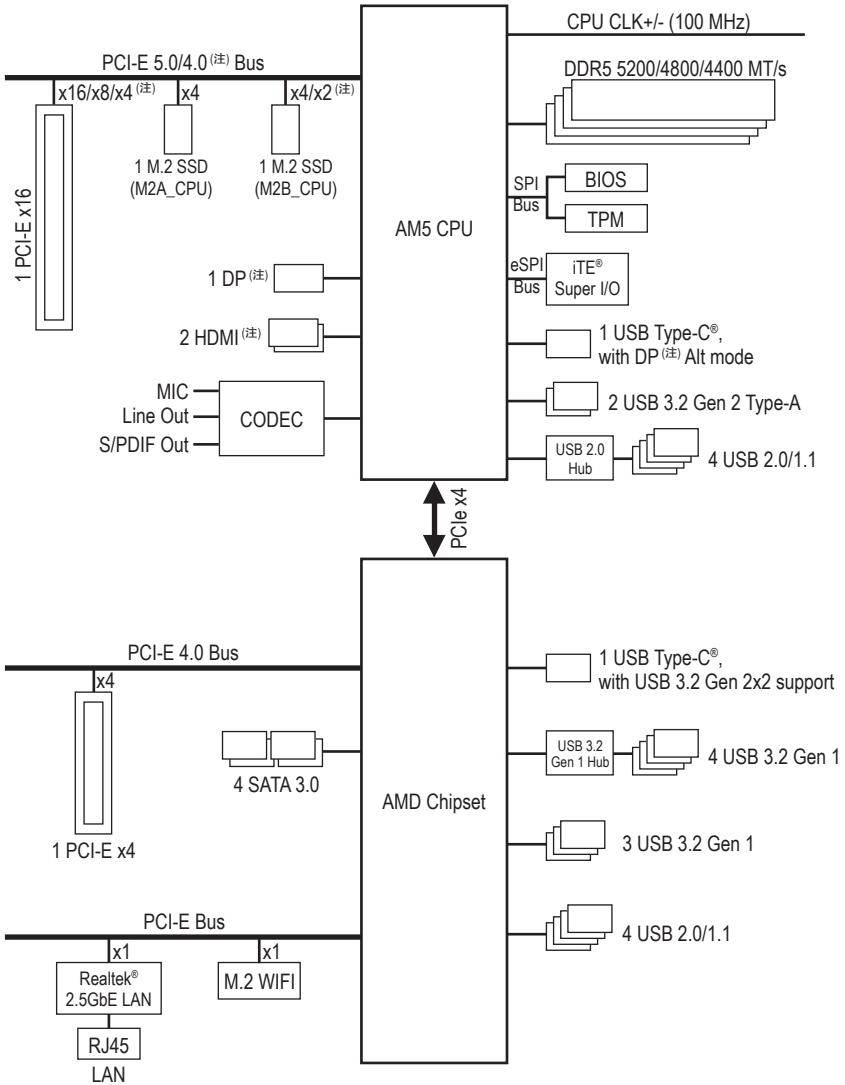 CPU CLK+/- (100 MHz)
PCI-E 5.0/4.0 (注) Bus
x16/x8/x4 (注)
x4
x4/x2 (注)
1 PCI-E x16
1 M.2 SSD
(M2A_CPU)
1 M.2 SSD
(M2B_CPU)
DDR5 5200/4800/4400 MT/s
SPI
Bus
BIOS
TPM
AM5 CPU
eSPI
Bus
iTE®
Super I/O
1 DP (注)
2 HDMI (注)
1 USB Type-C®,
with DP (注) Alt mode
MIC
Line Out
S/PDIF Out
CODEC
2 USB 3.2 Gen 2 Type-A
USB 2.0
Hub
4 USB 2.0/1.1
PCIe x4
PCI-E 4.0 Bus
x4
1 PCI-E x4
4 SATA 3.0
AMD Chipset
1 USB Type-C®,
with USB 3.2 Gen 2x2 support
USB 3.2
Gen 1 Hub
4 USB 3.2 Gen 1
3 USB 3.2 Gen 1
4 USB 2.0/1.1
PCI-E Bus
x1
x1
Realtek®
2.5GbE LAN
M.2 WIFI
RJ45
LAN